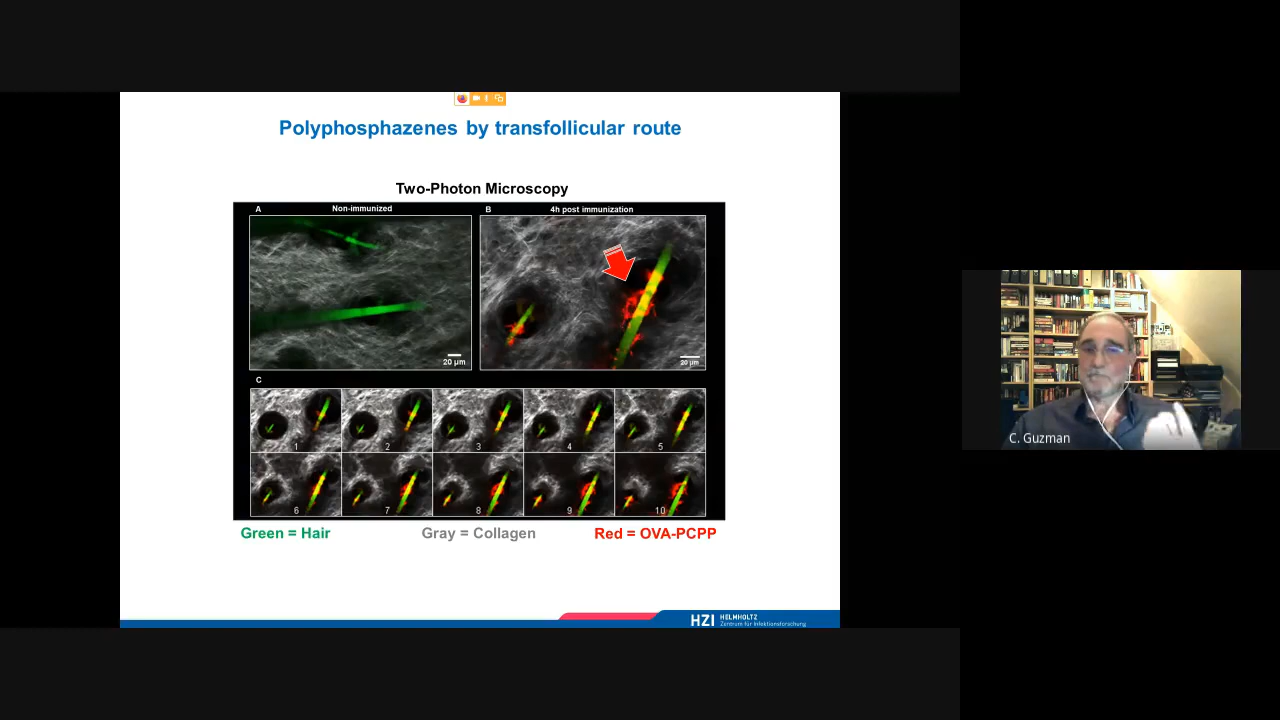 Polyphosphazenes by transfollicular route
Two-Photon Microscopy
A Non-immunized
B 4h post immunization
20 µm
20 µm
C
1 2 3 4 5
6 7 8 9 10
Green = Hair Gray = Collagen Red = OVA-PCPP
HZI HELMHOLTZ
Zentrum für Infektionsforschung
C. Guzman